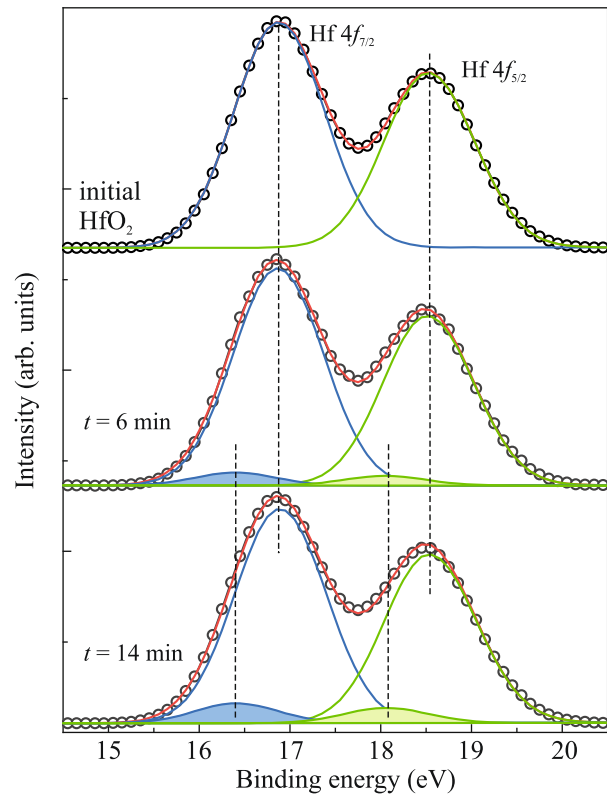 Hf 4f7/2
Hf 4f5/2
initial
HfO2
t = 6 min
t = 14 min
Intensity (arb. units)
15 16 17 18 19 20
Binding energy (eV)